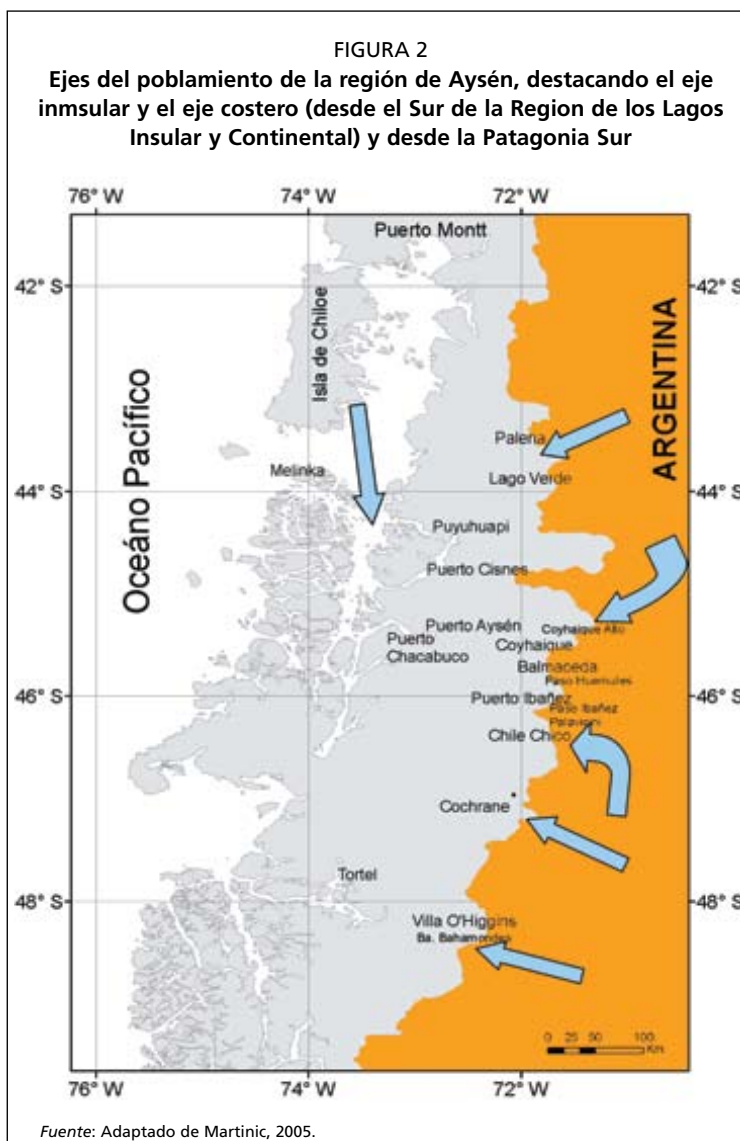 FIGURA 2
Ejes del poblamiento de la región de Aysén, destacando el eje
inmsular y el eje costero (desde el Sur de la Region de los Lagos
Insular y Continental) y desde la Patagonia Sur
76° W 74° W 72° W
Puerto Montt
42° S 42° S
Isla de Chiloe
ARGENTINA
Océano Pacífico
Palena
Melinka
Lago Verde
44° S 44° S
Puyuhuapi
Puerto Cisnes
Puerto Aysén
Coyhaique Alto
Puerto
Chacabuco
Coyhaique
Balmaceda
Paso Huemules
46° S 46° S
Puerto Ibañez
Paso Ibañez
Palavicini
Chile Chico
Cochrane
Tortel
48° S 48° S
Villa O'Higgins
Ba. Bahamondes
0 25 50 100
Km
76° W 74° W 72° W
Fuente: Adaptado de Martinic, 2005.